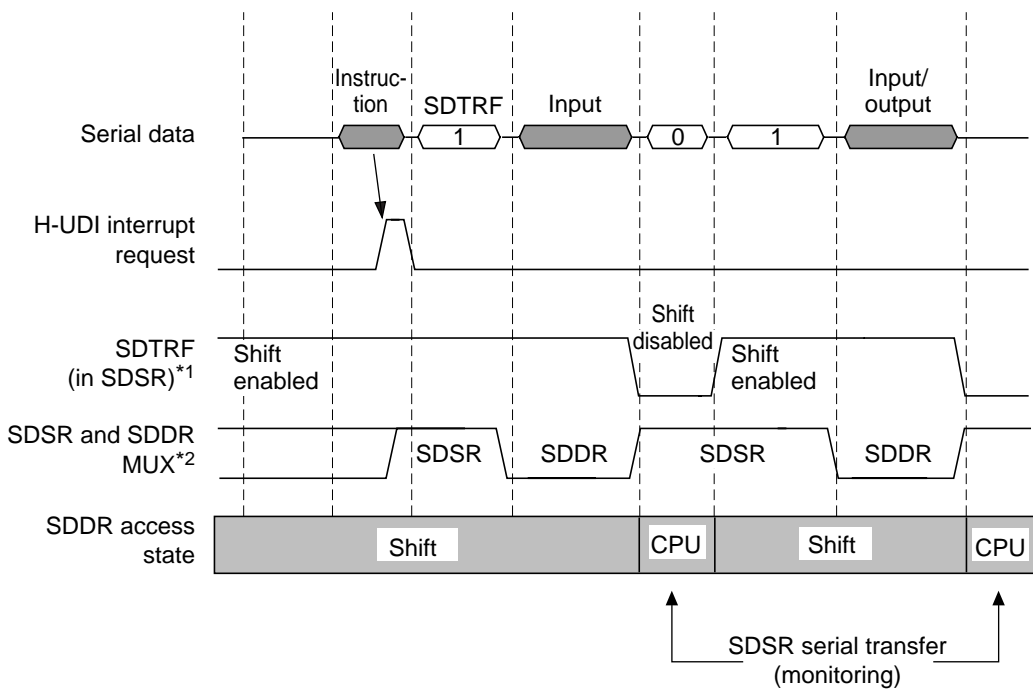 Instruc-
tion
SDTRF
Input
Input/
output
Serial data
1
0
1
H-UDI interrupt
request
Shift
disabled
SDTRF
(in SDSR)*1
Shift
enabled
Shift
enabled
SDSR and SDDR
MUX*2
SDSR
SDDR
SDSR
SDDR
SDDR access
state
Shift
CPU
Shift
CPU
SDSR serial transfer
(monitoring)